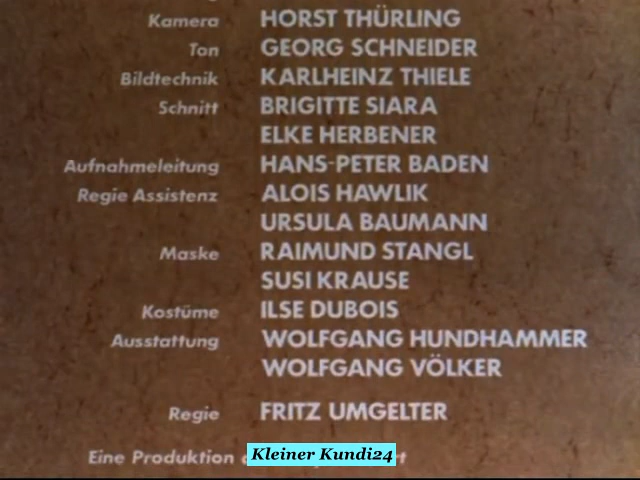 Kamera HORST THÜRLING
Ton GEORG SCHNEIDER
Bildtechnik KARLHEINZ THIELE
Schnitt BRIGITTE SIARA
ELKE HERBENER
Aufnahmeleitung HANS-PETER BADEN
Regie Assistenz ALOIS HAWLIK
URSULA BAUMANN
Maske RAIMUND STANGL
SUSI KRAUSE
Kostüme ILSE DUBOIS
Ausstattung WOLFGANG HUNDHAMMER
WOLFGANG VÖLKER
Regie FRITZ UMGELTER
Eine Produktion
Kleiner Kundi24